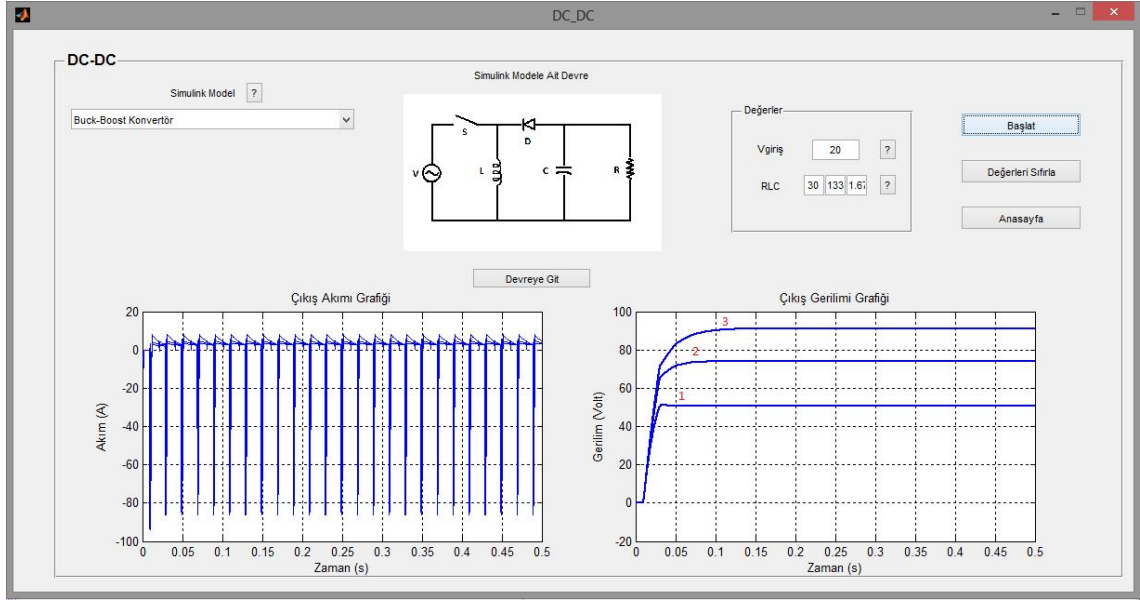 DC_DC
DC-DC
Simulink Model ?
Buck-Boost Konvertör
Simulink Modele Ait Devre
S
D
V
L
C
R
Devreye Git
Değerler
Vgiriş 20 ?
RLC 30 133 1.67 ?
Başlat
Değerleri Sıfırla
Anasayfa
Çıkış Akımı Grafiği
20
0
-20
-40
-60
-80
-100
Akım (A)
0 0.05 0.1 0.15 0.2 0.25 0.3 0.35 0.4 0.45 0.5
Zaman (s)
Çıkış Gerilimi Grafiği
100
80
60
40
20
0
-20
Gerilim (Volt)
3
2
1
0 0.05 0.1 0.15 0.2 0.25 0.3 0.35 0.4 0.45 0.5
Zaman (s)